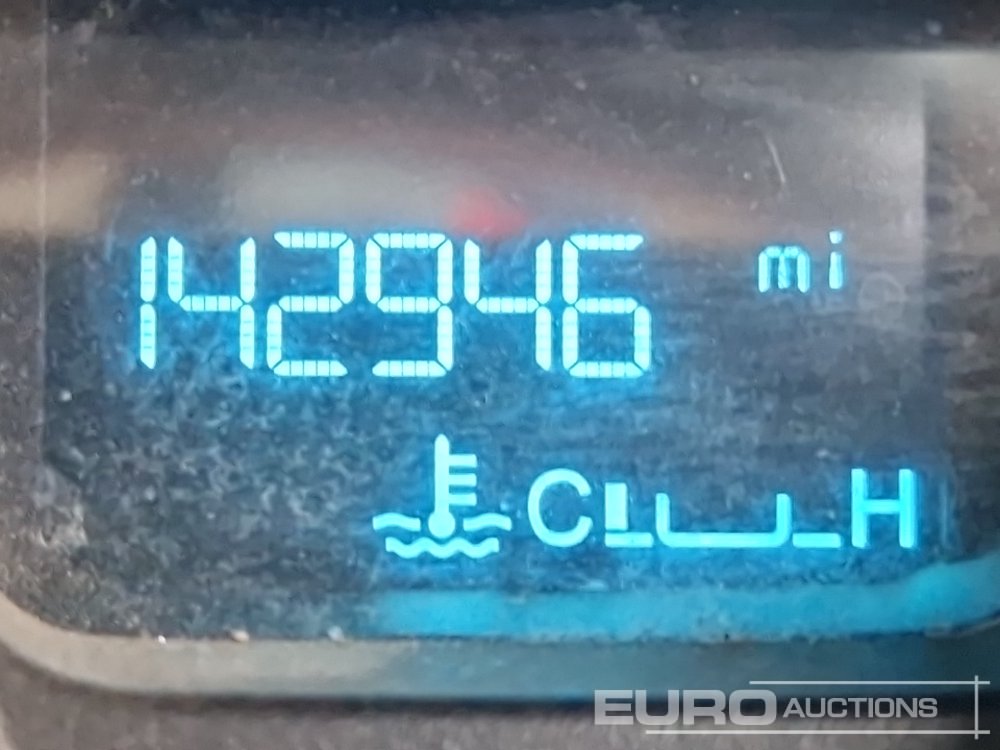 142946 mi
C H
EURO AUCTIONS